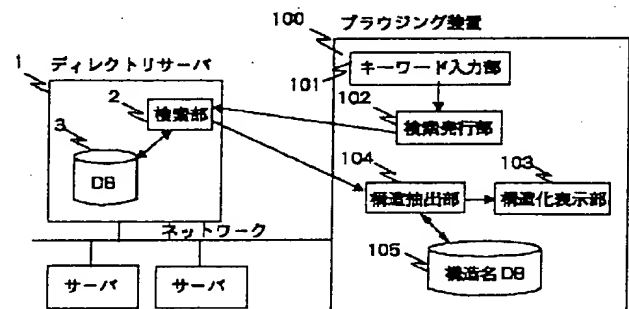 ブラウジング装置
100
ディレクトリサーバ
1
キーワード入力部
101
2
検索部
102
検索発行部
3
DB
104
103
構造抽出部
構造化表示部
ネットワーク
105
構造名DB
サーバ
サーバ